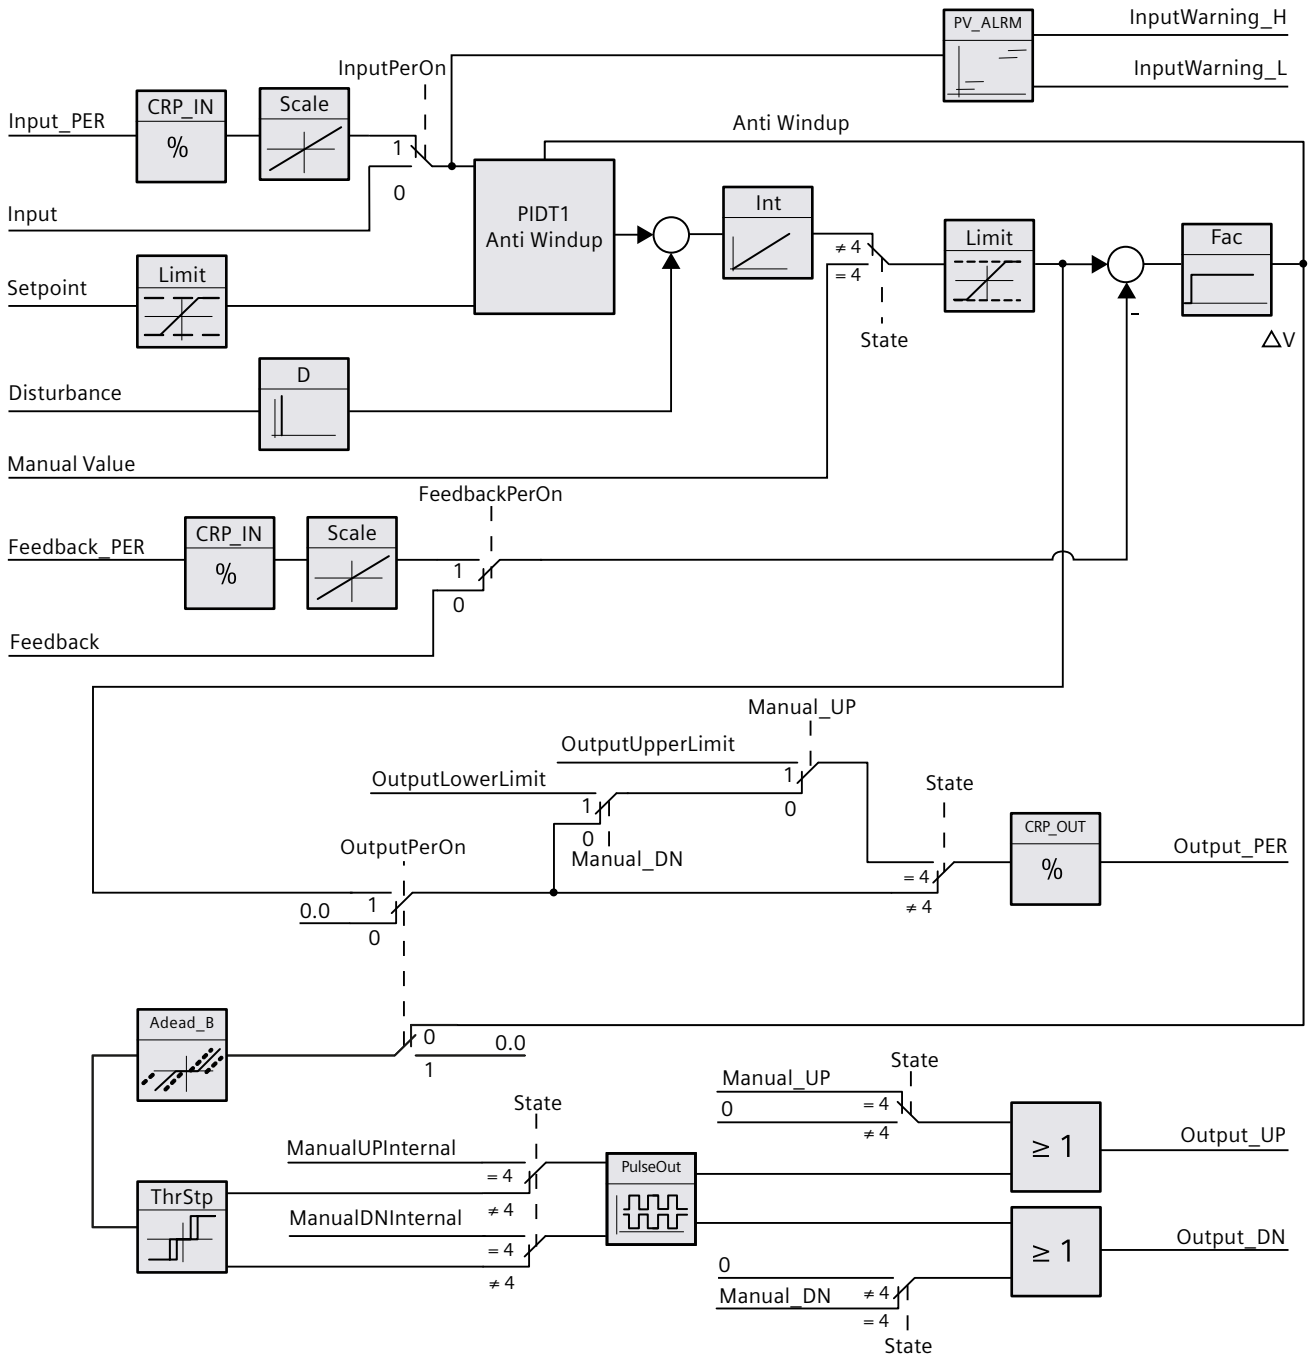 PV_ALRM
InputWarning_H
InputWarning_L
InputPerOn
CRP_IN
%
Scale
Input_PER
1
0
Anti Windup
Input
PIDT1
Anti Windup
Int
≠ 4
= 4
State
Limit
Fac
-
△V
Setpoint
Limit
Disturbance
D
Manual Value
FeedbackPerOn
Feedback_PER
CRP_IN
%
Scale
1
0
Feedback
Manual_UP
OutputUpperLimit
1
0
OutputLowerLimit
1
0
Manual_DN
State
= 4
≠ 4
CRP_OUT
%
Output_PER
OutputPerOn
0.0
1
0
Adead_B
0
1
0.0
State
Manual_UP
0
= 4
≠ 4
≥ 1
Output_UP
State
ManualUPInternal
= 4
≠ 4
PulseOut
ThrStp
ManualDNInternal
= 4
≠ 4
≥ 1
Output_DN
0
Manual_DN
≠ 4
= 4
State